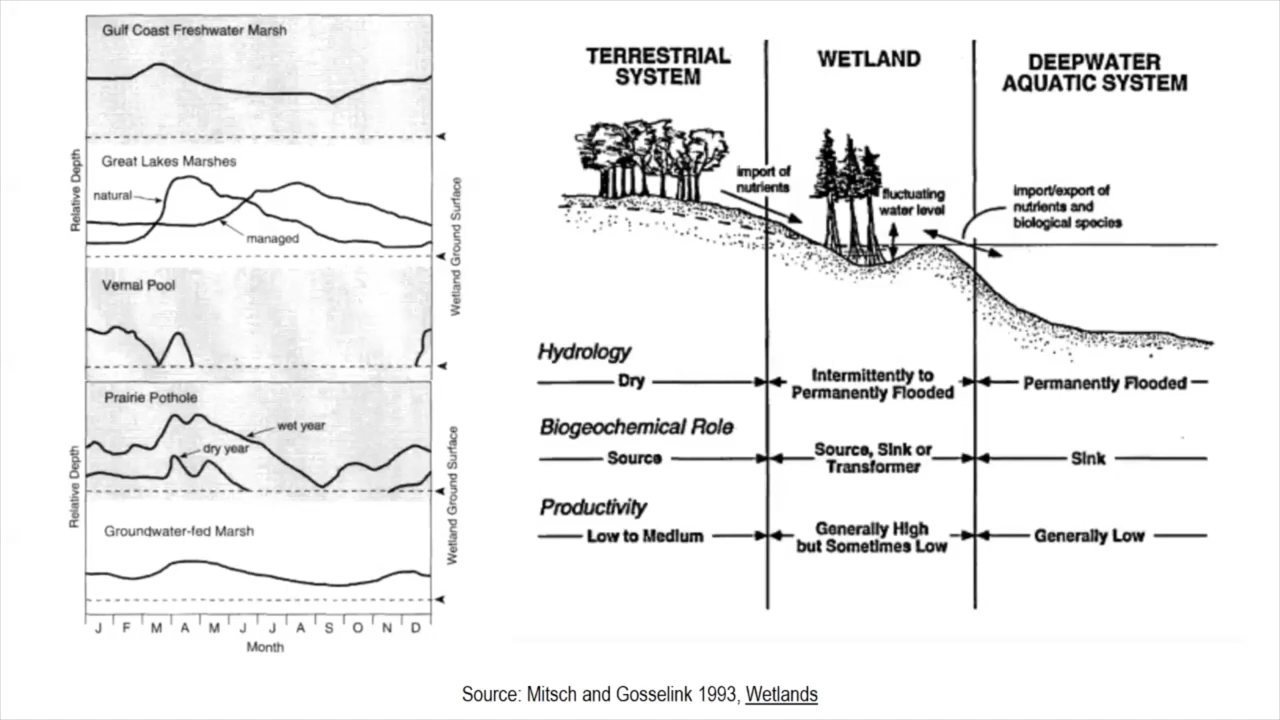 Gulf Coast Freshwater Marsh
Great Lakes Marshes
natural
managed
Vernal Pool
Relative Depth
Wetland Ground Surface
Prairie Pothole
wet year
dry year
Groundwater-fed Marsh
Relative Depth
Wetland Ground Surface
J F M A M J J A S O N D
Month
TERRESTRIAL
SYSTEM
WETLAND
DEEPWATER
AQUATIC SYSTEM
import of
nutrients
fluctuating
water level
import/export of
nutrients and
biological species
Hydrology
Dry
Intermittently to
Permanently Flooded
Permanently Flooded
Biogeochemical Role
Source
Source, Sink or
Transformer
Sink
Productivity
Low to Medium
Generally High
but Sometimes Low
Generally Low
Source: Mitsch and Gosselink 1993, Wetlands